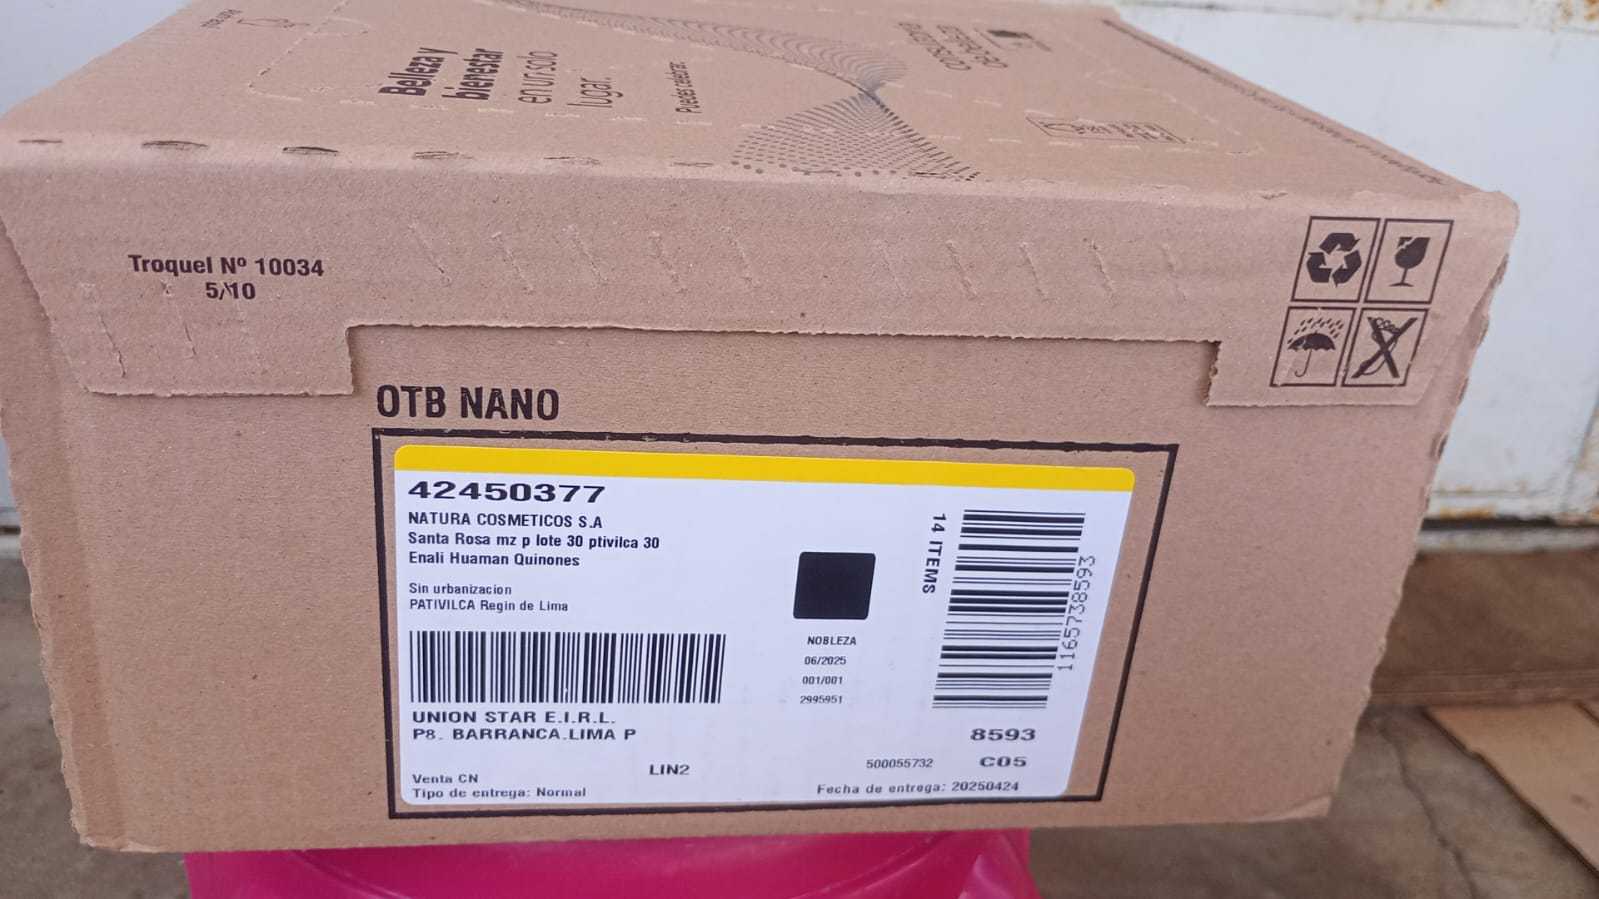 Belleza y
bienestar
en un solo
lugar.
Puedes celebrar.
Troquel Nº 10034
5/10
OTB NANO
42450377
NATURA COSMETICOS S.A
Santa Rosa mz p lote 30 ptivilca 30
Enali Huaman Quinones
Sin urbanizacion
PATIVILCA Regin de Lima
UNION STAR E.I.R.L.
P8. BARRANCA.LIMA P
LIN2
Venta CN
Tipo de entrega: Normal
NOBLEZA
06/2025
001/001
2995951
14 ITEMS
1165738593
8593
500055732
C05
Fecha de entrega: 20250424